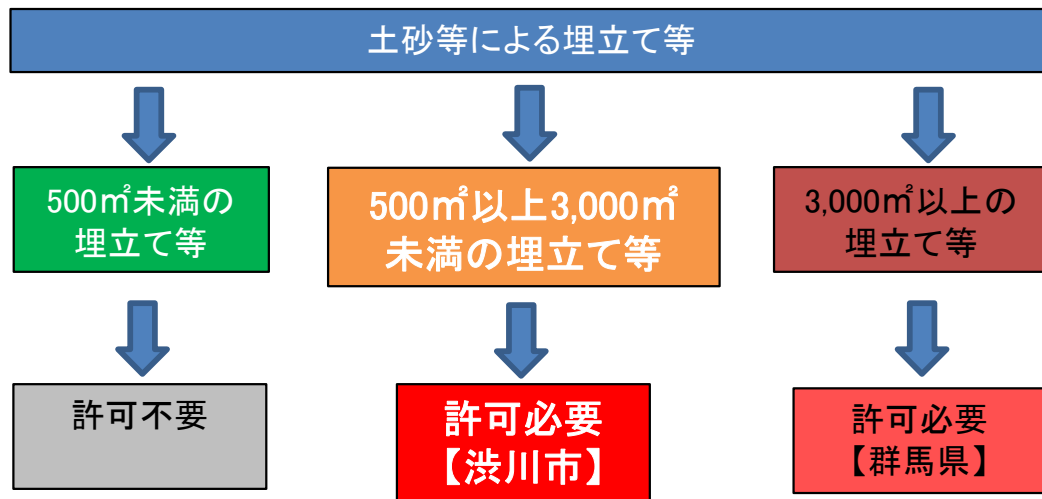 土砂等による埋立て等
500㎡未満の
埋立て等
500㎡以上3,000㎡
未満の埋立て等
3,000㎡以上の
埋立て等
許可不要
許可必要
【渋川市】
許可必要
【群馬県】